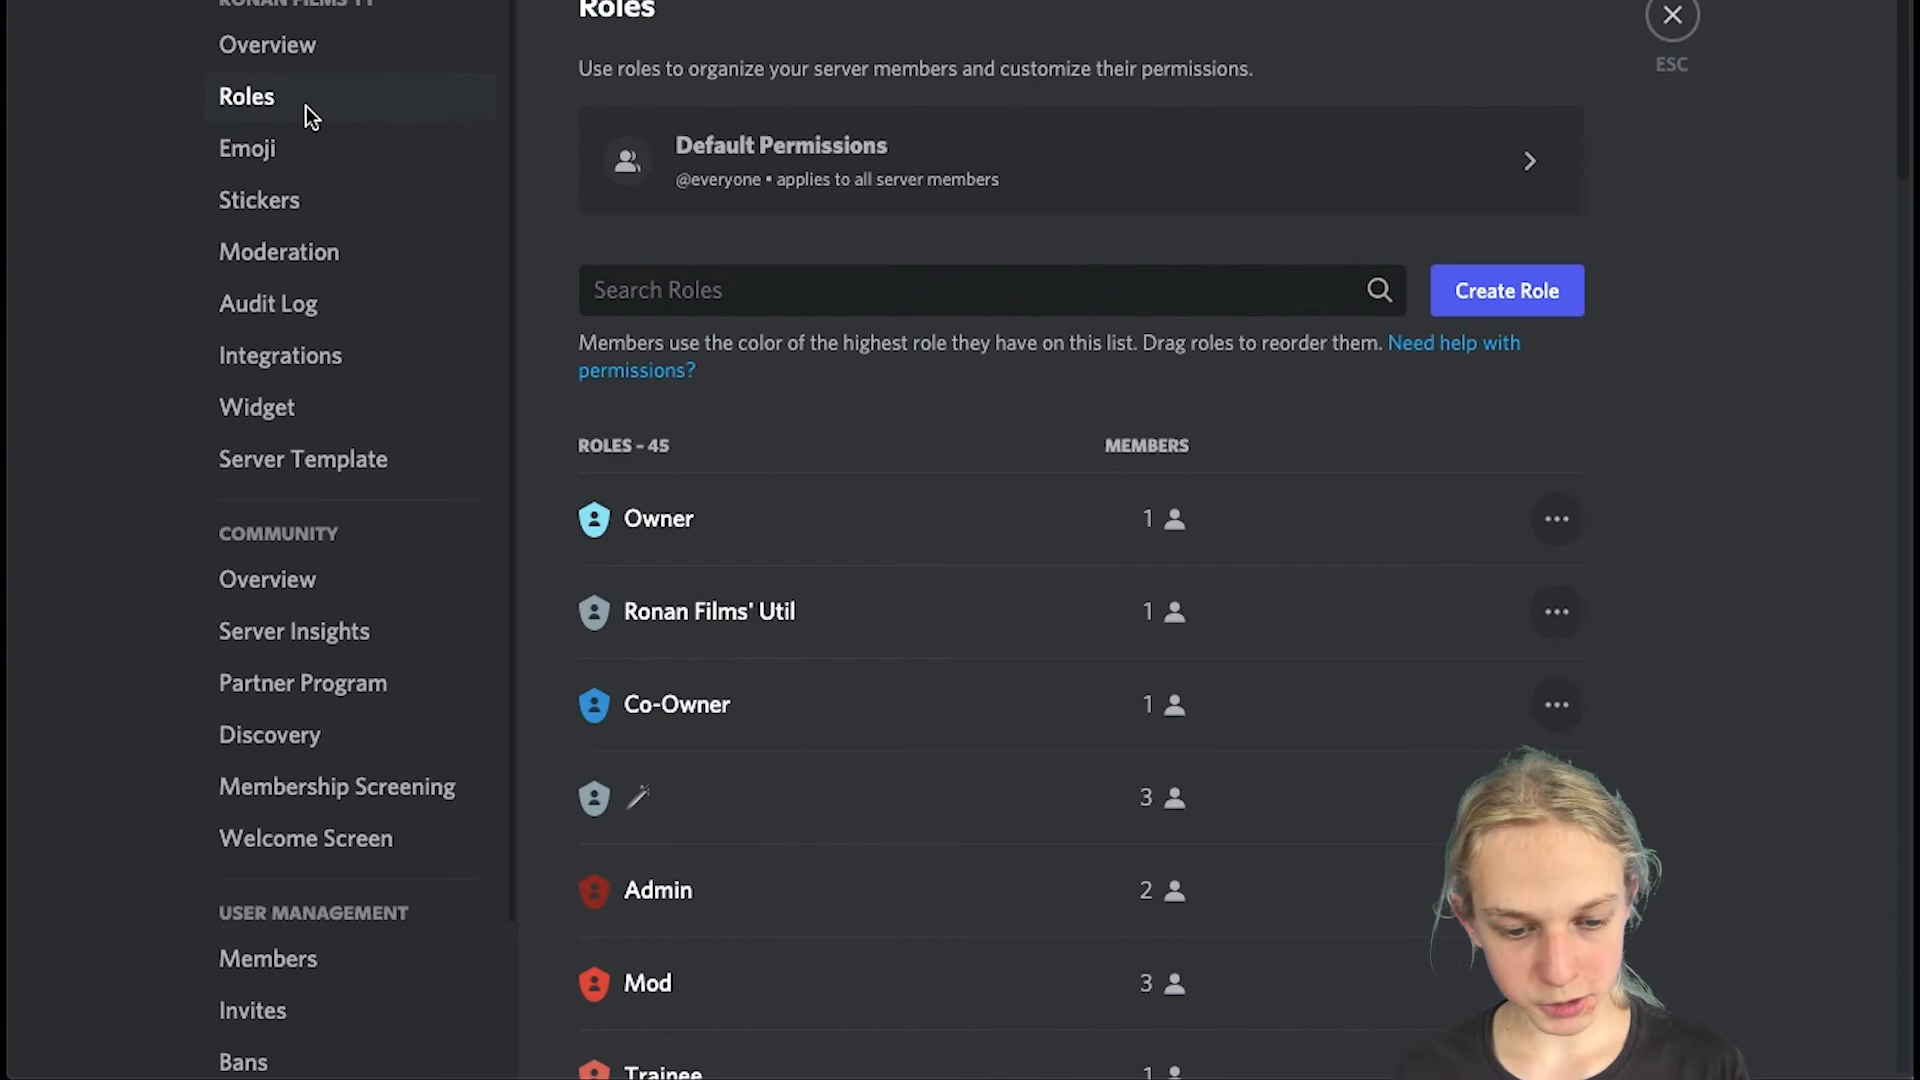 RONAN FILMS YT
Overview
Roles
Emoji
Stickers
Moderation
Audit Log
Integrations
Widget
Server Template
COMMUNITY
Overview
Server Insights
Partner Program
Discovery
Membership Screening
Welcome Screen
USER MANAGEMENT
Members
Invites
Bans
Roles
Use roles to organize your server members and customize their permissions.
Default Permissions
@everyone • applies to all server members
Search Roles
Create Role
Members use the color of the highest role they have on this list. Drag roles to reorder them. Need help with
permissions?
ROLES – 45 MEMBERS
Owner 1
Ronan Films' Util 1
Co-Owner 1
3
Admin 2
Mod 3
Trainee 1
ESC